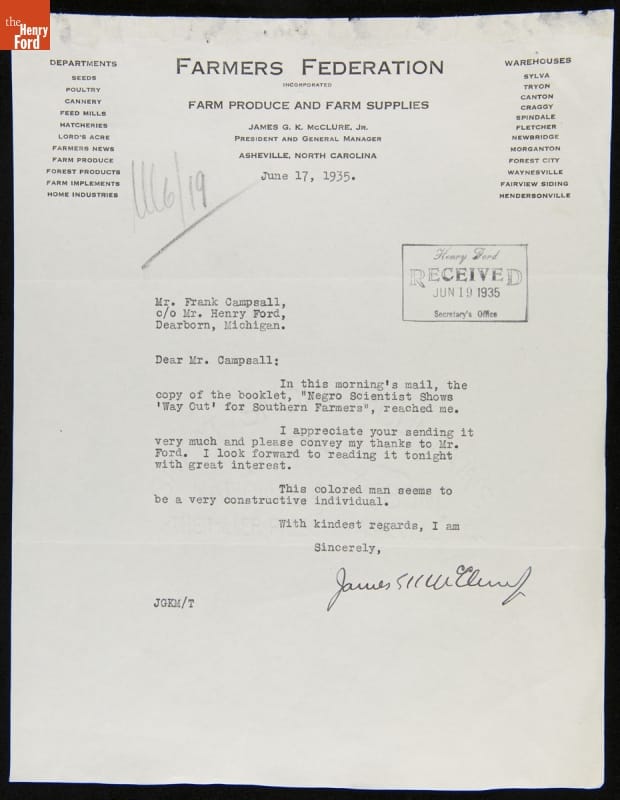 the
Henry
Ford
DEPARTMENTS
SEEDS
POULTRY
CANNERY
FEED MILLS
HATCHERIES
LORD'S ACRE
FARMERS NEWS
FARM PRODUCE
FOREST PRODUCTS
FARM IMPLEMENTS
HOME INDUSTRIES
FARMERS FEDERATION
INCORPORATED
FARM PRODUCE AND FARM SUPPLIES
JAMES G. K. McCLURE, JR.
PRESIDENT AND GENERAL MANAGER
ASHEVILLE, NORTH CAROLINA
WAREHOUSES
SYLVA
TRYON
CANTON
CRAGGY
SPINDALE
FLETCHER
NEWBRIDGE
MORGANTON
FOREST CITY
WAYNESVILLE
FAIRVIEW SIDING
HENDERSONVILLE
June 17, 1935.
6/19
Henry Ford
RECEIVED
JUN 19 1935
Secretary's Office
Mr. Frank Campsall,
c/o Mr. Henry Ford,
Dearborn, Michigan.
Dear Mr. Campsall:
In this morning's mail, the
copy of the booklet, "Negro Scientist Shows
'Way Out' for Southern Farmers", reached me.
I appreciate your sending it
very much and please convey my thanks to Mr.
Ford. I look forward to reading it tonight
with great interest.
This colored man seems to
be a very constructive individual.
With kindest regards, I am
Sincerely,
James G K McClure Jr
JGKM/T